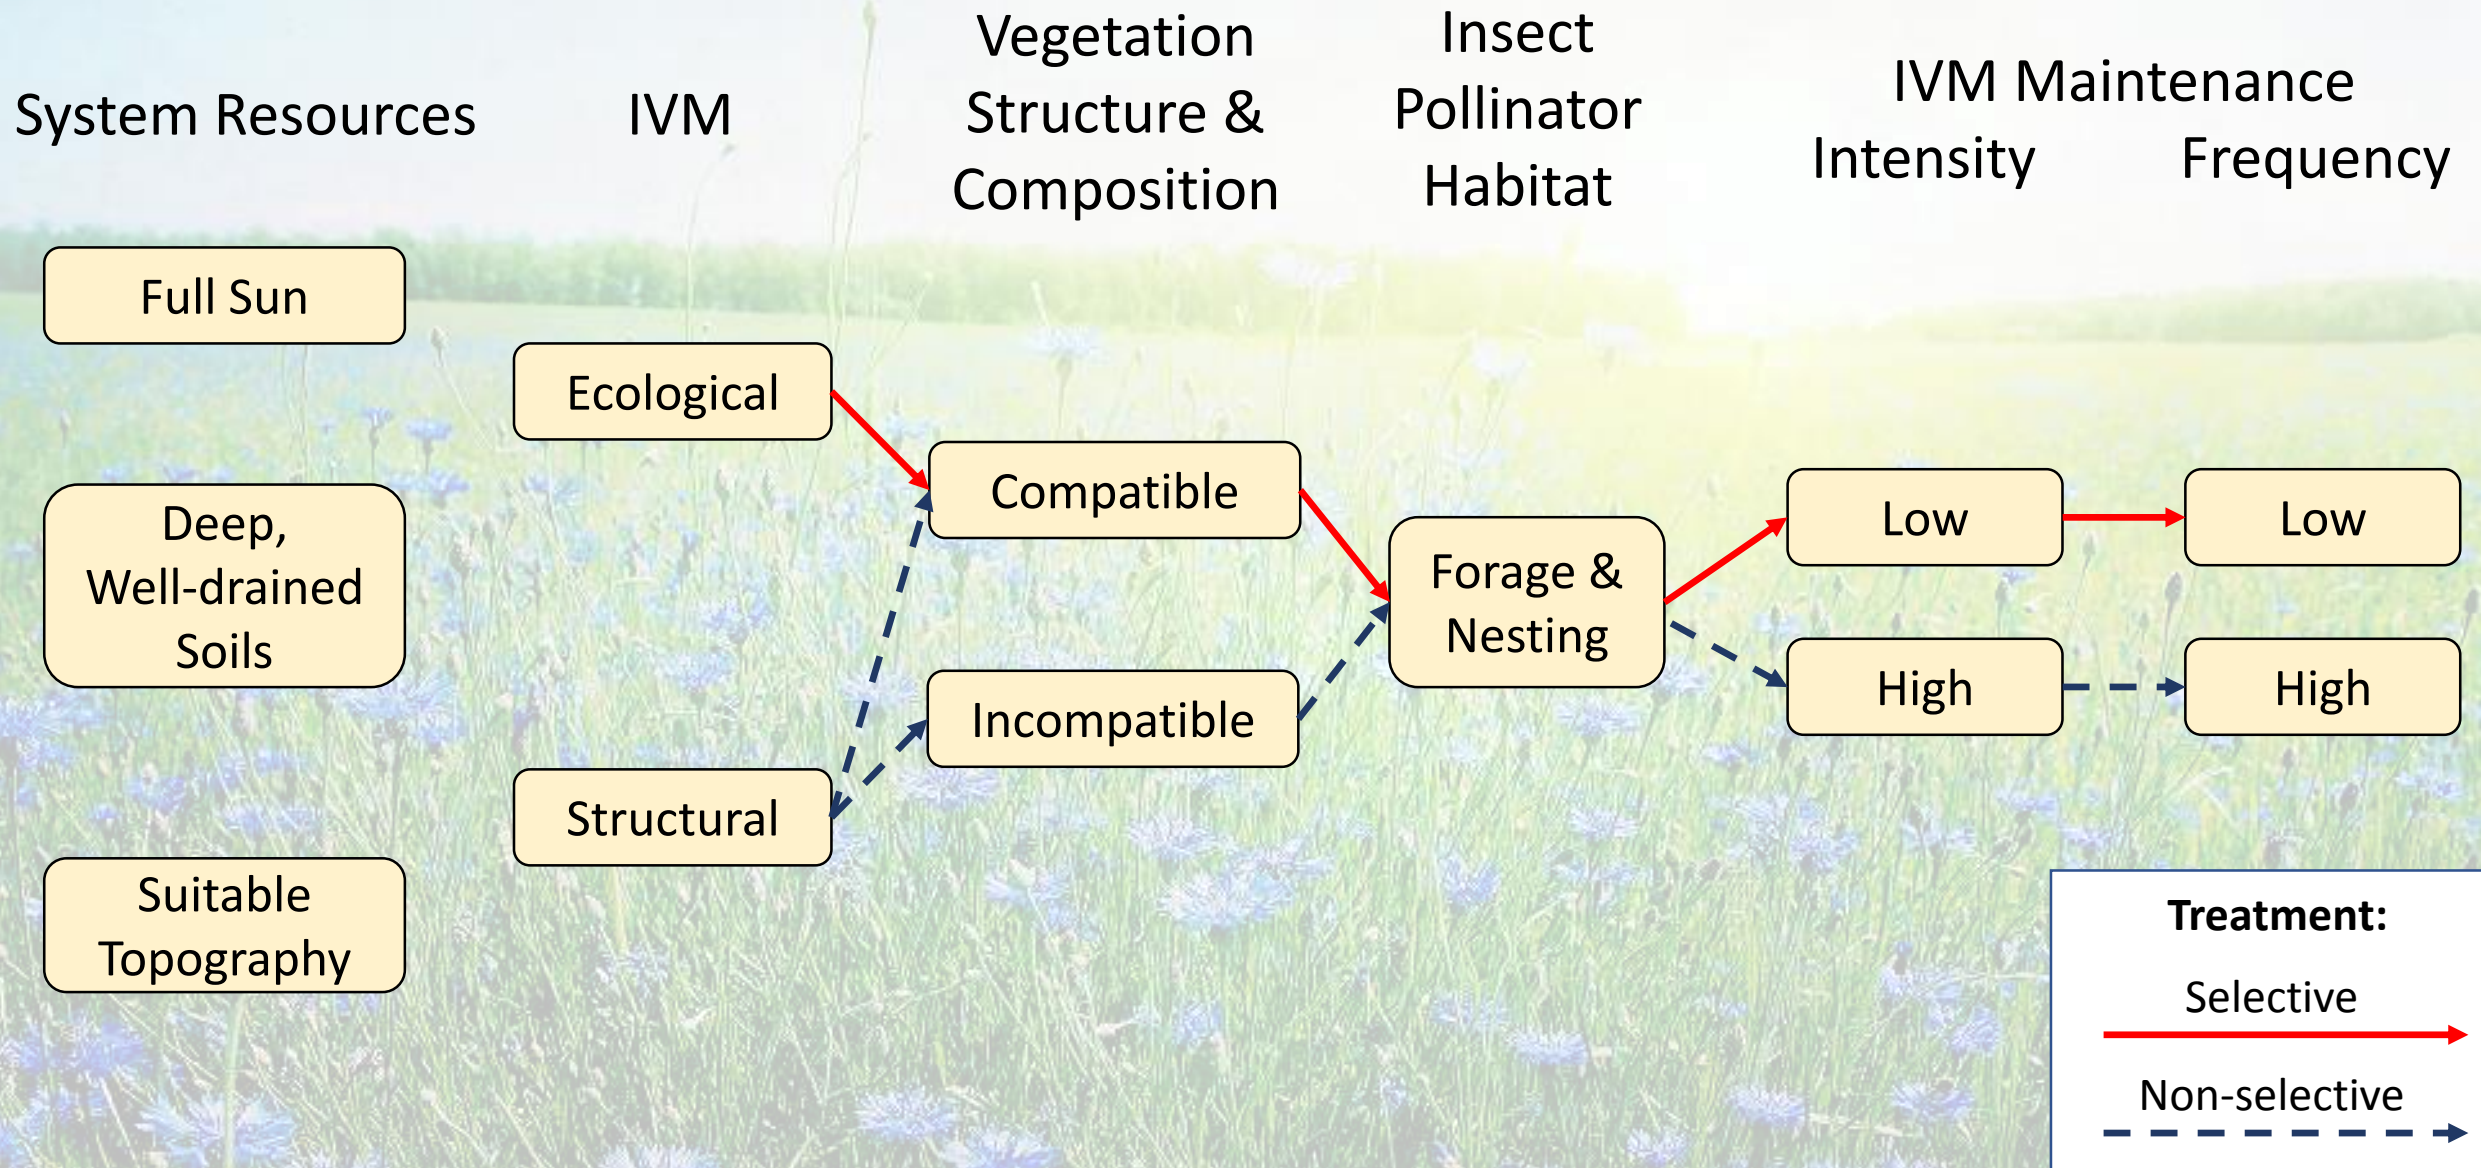 System Resources
IVM
Vegetation
Structure &
Composition
Insect
Pollinator
Habitat
IVM Maintenance
Intensity
Frequency
Full Sun
Deep,
Well-drained
Soils
Suitable
Topography
Ecological
Structural
Compatible
Incompatible
Forage &
Nesting
Low
High
Low
High
Treatment:
Selective
Non-selective